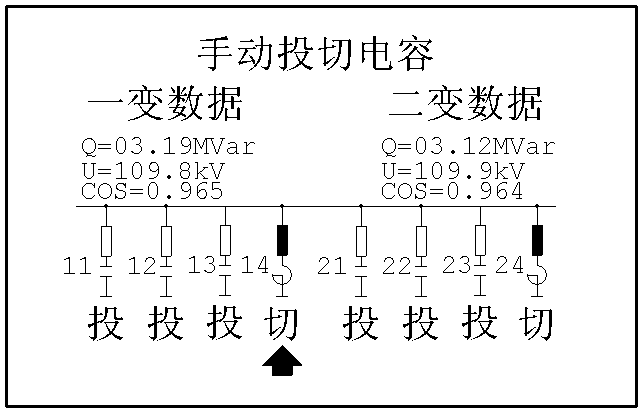 手动投切电容
一变数据 二变数据
Q=03.19MVar Q=03.12MVar
U=109.8kV U=109.9kV
COS=0.965 COS=0.964
11 12 13 14 21 22 23 24
投 投 投 切 投 投 投 切